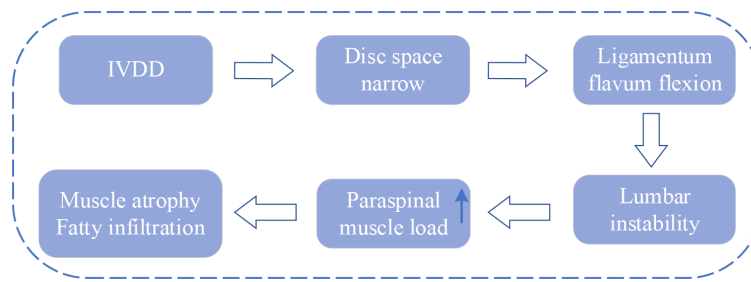 IVDD
Disc space
narrow
Ligamentum
flavum flexion
Lumbar
instability
Paraspinal
muscle load
Muscle atrophy
Fatty infiltration